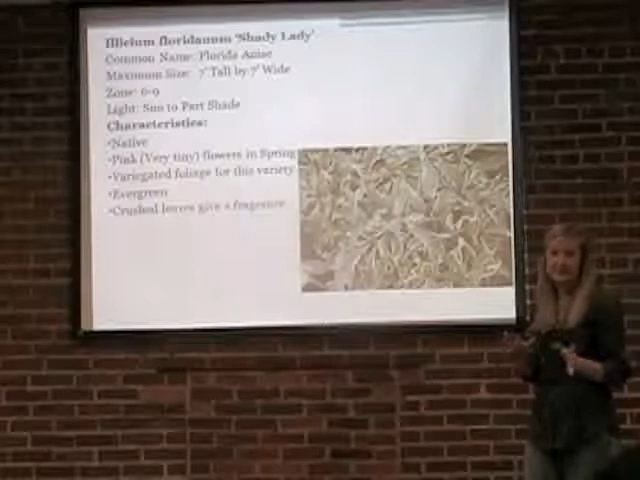 Illicium floridanum 'Shady Lady'
Common Name: Florida Anise
Maximum Size: 7' Tall by 7' Wide
Zone: 6-9
Light: Sun to Part Shade
Characteristics:
•Native
•Pink (Very tiny) flowers in Spring
•Variegated foliage for this variety
•Evergreen
•Crushed leaves give a fragrance